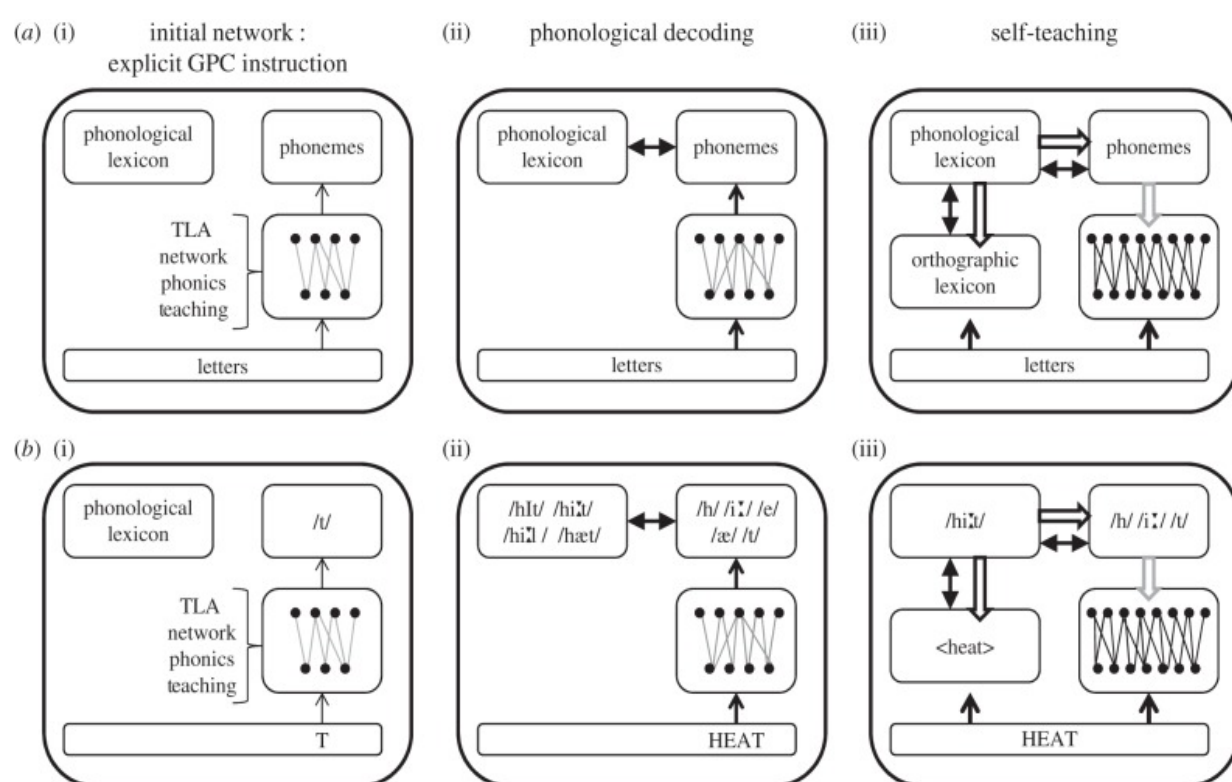 (a) (i) initial network :
explicit GPC instruction
(ii) phonological decoding
(iii) self-teaching
phonological
lexicon
phonemes
TLA
network
phonics
teaching
letters
phonological
lexicon
phonemes
letters
phonological
lexicon
phonemes
orthographic
lexicon
letters
(b) (i)
(ii)
(iii)
phonological
lexicon
/t/
TLA
network
phonics
teaching
T
/hIt/ /hiːt/
/hiːl / /hæt/
/h/ /iː/ /e/
/æ/ /t/
HEAT
/hiːt/
/h/ /iː/ /t/
<heat>
HEAT